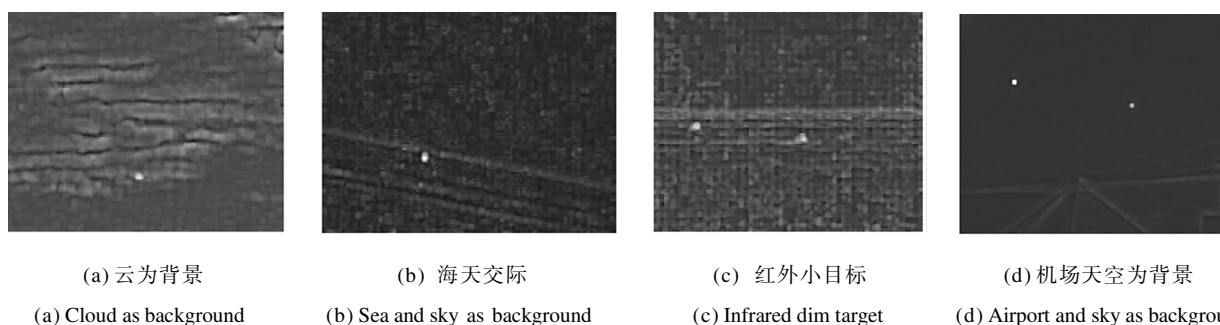 (a) 云为背景
(b) 海天交际
(c) 红外小目标
(d) 机场天空为背景
(a) Cloud as background
(b) Sea and sky as background
(c) Infrared dim target
(d) Airport and sky as backgrou